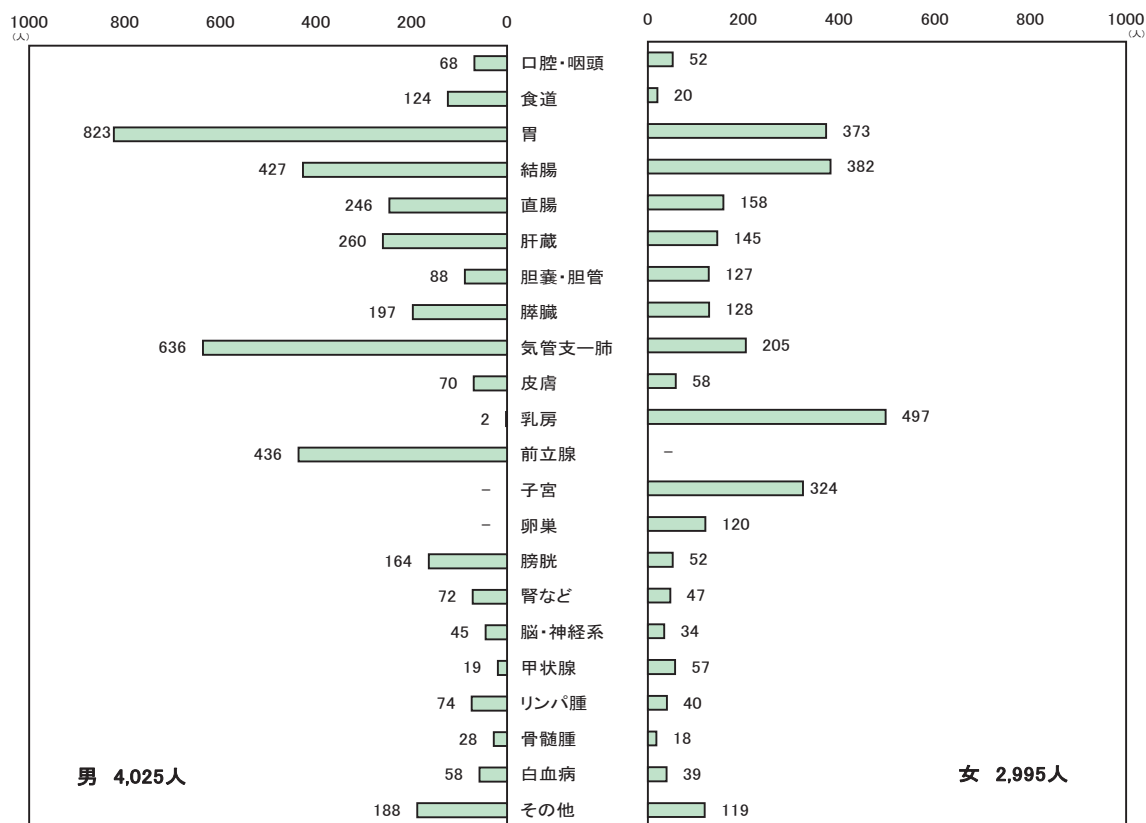 1000 800 600 400 200 0 0 200 400 600 800 1000
(人) (人)
68 口腔・咽頭 52
124 食道 20
823 胃 373
427 結腸 382
246 直腸 158
260 肝蔵 145
88 胆嚢・胆管 127
197 膵臓 128
636 気管支ー肺 205
70 皮膚 58
2 乳房 497
436 前立腺 −
− 子宮 324
− 卵巣 120
164 膀胱 52
72 腎など 47
45 脳・神経系 34
19 甲状腺 57
74 リンパ腫 40
28 骨髄腫 18
58 白血病 39
男 4,025人 女 2,995人
188 その他 119